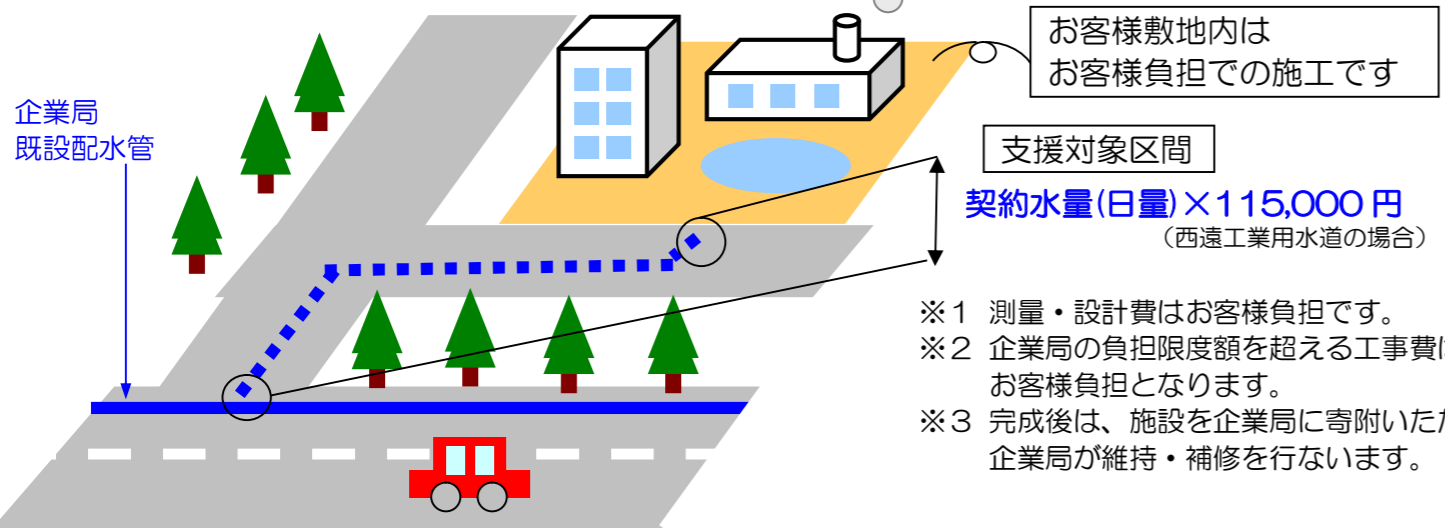 お客様敷地内は
お客様負担での施工です
企業局
既設配水管
支援対象区間
契約水量(日量)×115,000円
(西遠工業用水道の場合)
※1 測量・設計費はお客様負担です。
※2 企業局の負担限度額を超える工事費
お客様負担となります。
※3 完成後は、施設を企業局に寄附いただ
企業局が維持・補修を行ないます。